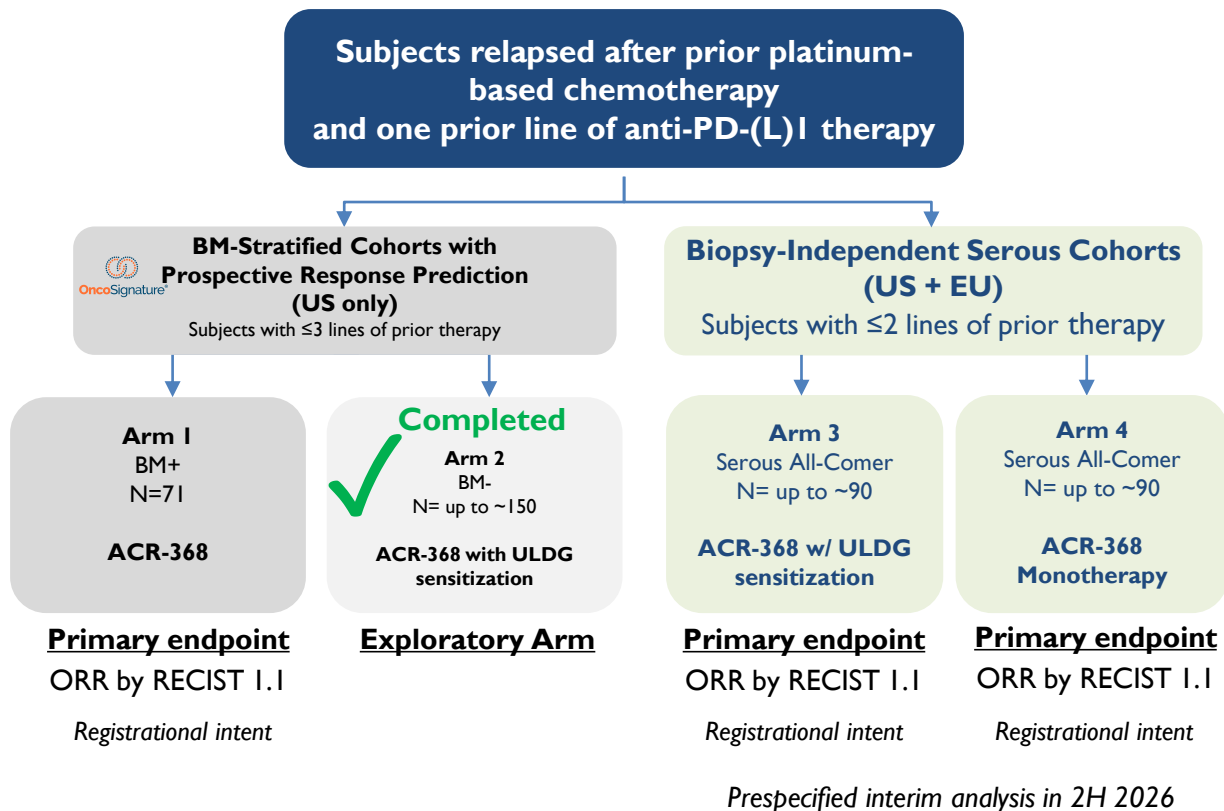 Subjects relapsed after prior platinum-
based chemotherapy
and one prior line of anti-PD-(L)1 therapy
OncoSignature®
BM-Stratified Cohorts with
Prospective Response Prediction
(US only)
Subjects with ≤3 lines of prior therapy
Biopsy-Independent Serous Cohorts
(US + EU)
Subjects with ≤2 lines of prior therapy
Arm 1
BM+
N=71
ACR-368
Completed
Arm 2
BM-
N= up to ~150
ACR-368 with ULDG
sensitization
Arm 3
Serous All-Comer
N= up to ~90
ACR-368 w/ ULDG
sensitization
Arm 4
Serous All-Comer
N= up to ~90
ACR-368
Monotherapy
Primary endpoint
ORR by RECIST 1.1
Registrational intent
Exploratory Arm
Primary endpoint
ORR by RECIST 1.1
Registrational intent
Primary endpoint
ORR by RECIST 1.1
Registrational intent
Prespecified interim analysis in 2H 2026